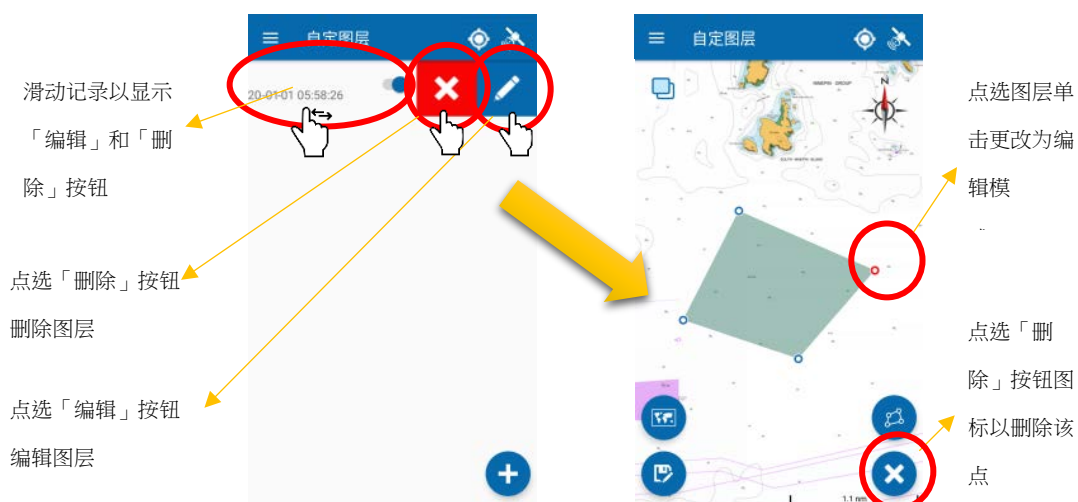 滑动记录以显示
「编辑」和「删
除」按钮
点选「删除」按钮
删除图层
点选「编辑」按钮
编辑图层
自定图层
20-01-01 05:58:26
自定图层
N
1.1 nm
点选图层单
击更改为编
辑模
点选「删
除」按钮图
标以删除该
点